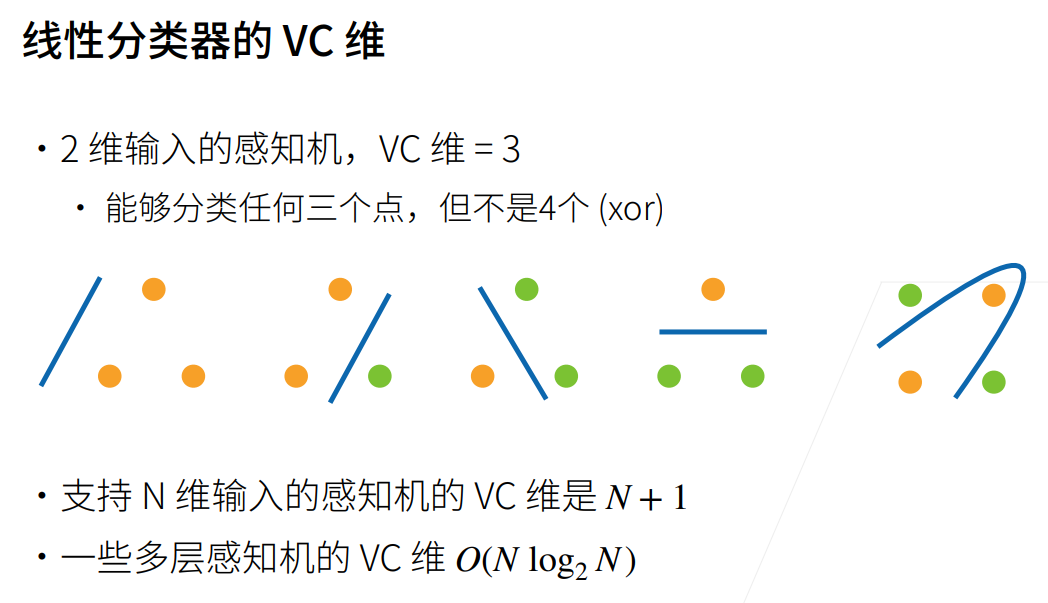 线性分类器的 VC 维
• 2 维输入的感知机，VC 维 = 3
• 能够分类任何三个点，但不是4个 (xor)
• 支持 N 维输入的感知机的 VC 维是 N + 1
• 一些多层感知机的 VC 维 O(N log₂ N)